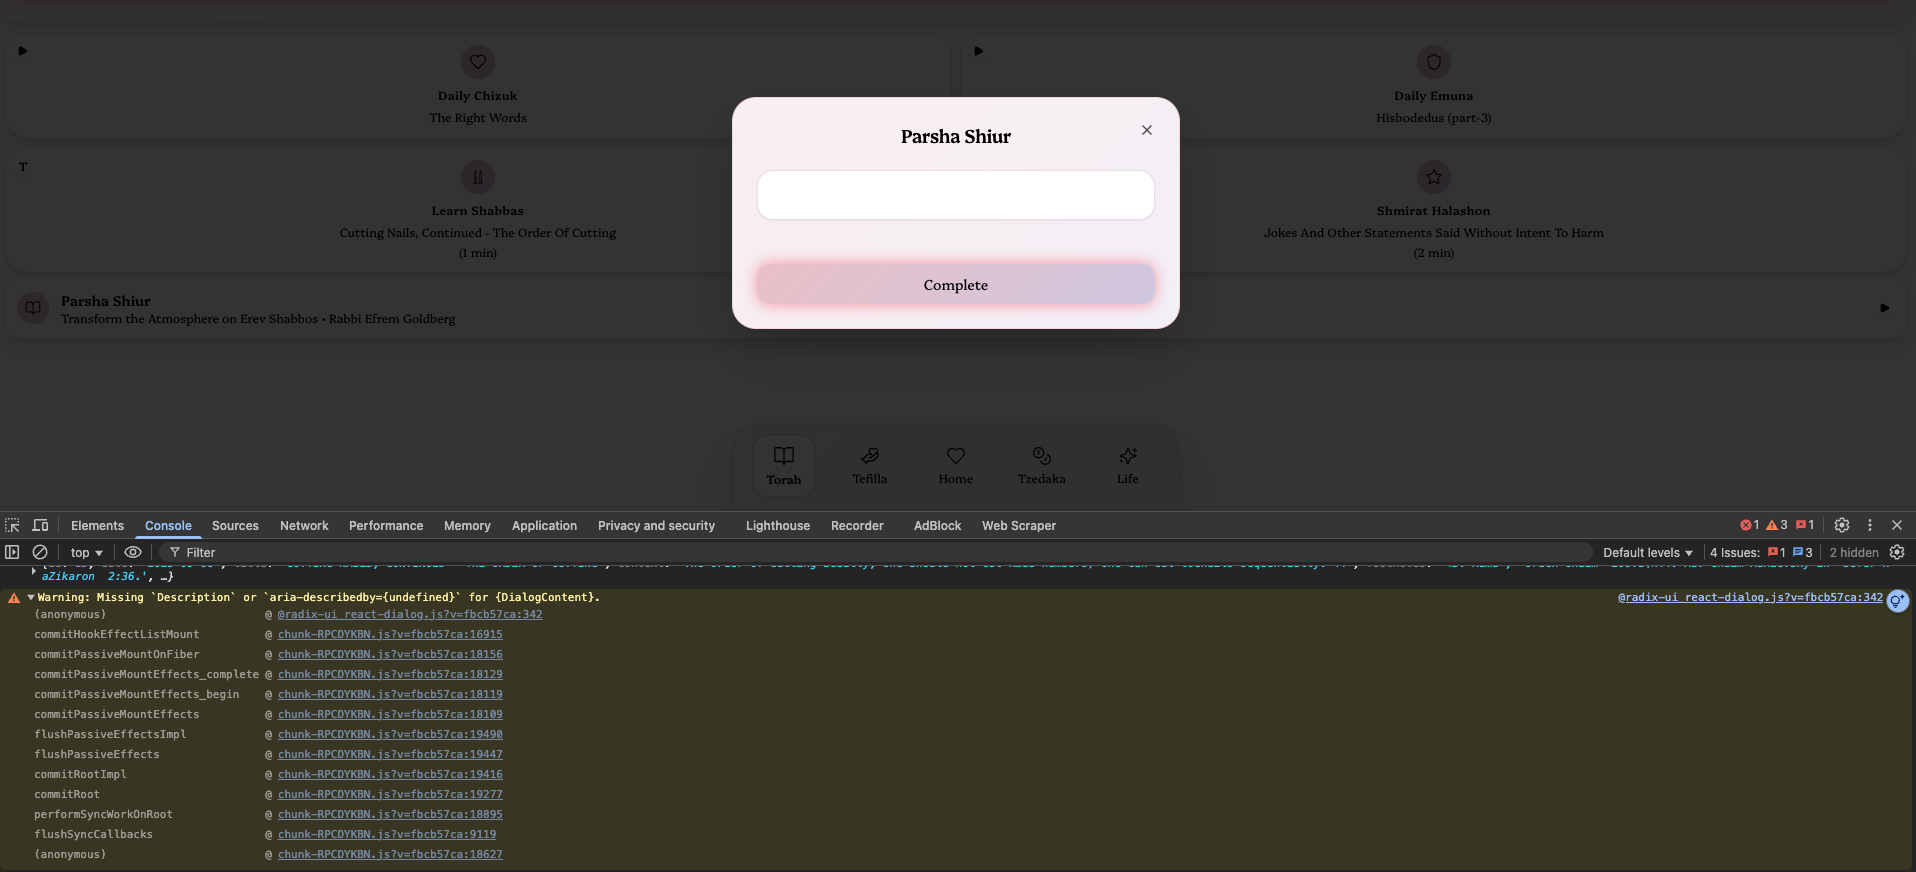 Daily Chizuk
The Right Words
Daily Emuna
Hisbodedus (part-3)
Parsha Shiur
T
Learn Shabbas
Cutting Nails, Continued - The Order Of Cutting
(1 min)
Shmirat Halashon
Jokes And Other Statements Said Without Intent To Harm
(2 min)
Complete
Parsha Shiur
Transform the Atmosphere on Erev Shabbos • Rabbi Efrem Goldberg
Torah
Tefilla
Home
Tzedaka
Life
Elements Console Sources Network Performance Memory Application Privacy and security Lighthouse Recorder AdBlock Web Scraper 1 3 1
top Filter Default levels 4 Issues: 1 3 2 hidden
aZikaron 2:36.', …}
Warning: Missing `Description` or `aria-describedby={undefined}` for {DialogContent}. @radix-ui_react-dialog.js?v=fbcb57ca:342
(anonymous) @ @radix-ui_react-dialog.js?v=fbcb57ca:342
commitHookEffectListMount @ chunk-RPCDYKBN.js?v=fbcb57ca:16915
commitPassiveMountOnFiber @ chunk-RPCDYKBN.js?v=fbcb57ca:18156
commitPassiveMountEffects_complete @ chunk-RPCDYKBN.js?v=fbcb57ca:18129
commitPassiveMountEffects_begin @ chunk-RPCDYKBN.js?v=fbcb57ca:18119
commitPassiveMountEffects @ chunk-RPCDYKBN.js?v=fbcb57ca:18109
flushPassiveEffectsImpl @ chunk-RPCDYKBN.js?v=fbcb57ca:19490
flushPassiveEffects @ chunk-RPCDYKBN.js?v=fbcb57ca:19447
commitRootImpl @ chunk-RPCDYKBN.js?v=fbcb57ca:19416
commitRoot @ chunk-RPCDYKBN.js?v=fbcb57ca:19277
performSyncWorkOnRoot @ chunk-RPCDYKBN.js?v=fbcb57ca:18895
flushSyncCallbacks @ chunk-RPCDYKBN.js?v=fbcb57ca:9119
(anonymous) @ chunk-RPCDYKBN.js?v=fbcb57ca:18627